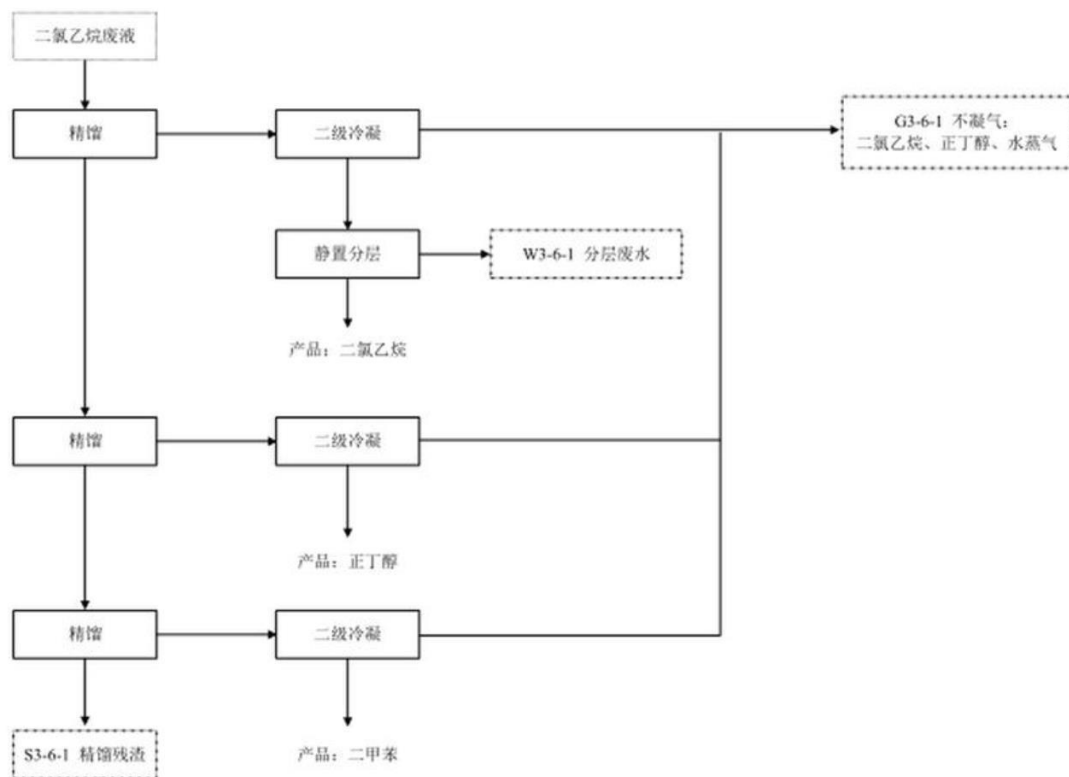 二氯乙烷废液
精馏
二级冷凝
G3-6-1 不凝气：
二氯乙烷、正丁醇、水蒸气
静置分层
W3-6-1 分层废水
产品：二氯乙烷
精馏
二级冷凝
产品：正丁醇
精馏
二级冷凝
S3-6-1 精馏残渣
产品：二甲苯